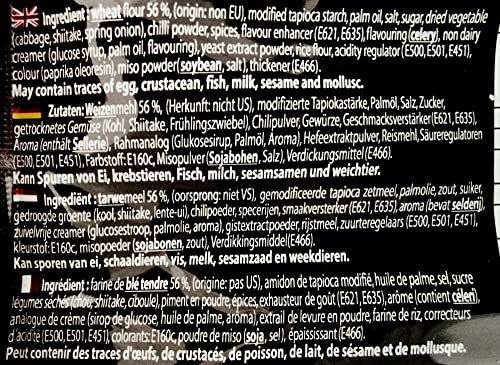 Ingredient : wheat flour 56 %, (origin: non EU), modified tapioca starch, palm oil, salt, sugar, dried vegetable
(cabbage, shiitake, spring onion), chilli powder, spices, flavour enhancer (E621, E635), flavouring (celery), non dairy
creamer (glucose syrup, palm oil, flavouring), yeast extract powder, rice flour, acidity regulator (E500, E501, E451),
colour (paprika oleoresin), miso powder (soybean, salt), thickener (E466).
May contain traces of egg, crustacean, fish, milk, sesame and mollusc.
Zutaten: Weizenmehl 56 %, (Herkunft: nicht US), modifizierte Tapiokastärke, Palmöl, Salz, Zucker,
getrocknetes Gemüse (Kohl, Shiitake, Frühlingszwiebel), Chilipulver, Gewürze, Geschmacksverstärker (E621, E635),
Aroma (enthält Sellerie), Rahmanalog (Glukosesirup, Palmöl, Aroma), Hefeextraktpulver, Reismehl, Säureregulatoren
(E500, E501, E451), Farbstoff: E160c, Misopulver (Sojabohen, Salz), Verdickungsmittel (E466).
Kann Spuren von Ei, krebstieren, Fisch, milch, sesamsamen und weichtier.
Ingrediënt : tarwemeel 56 %, (oorsprong: niet VS), gemodificeerde tapioca zetmeel, palmolie, zout, suiker,
gedroogde groente (kool, shiitake, lente-ui), chilipoeder, specerijen, smaakversterker (E621, E635), aroma (bevat selderij)
zuivelvrije creamer (glucosestroop, palmolie, aroma), gistextractpoeder, rijstmeel, zuurteregelaars (E500, E501, E451),
kleurstof: E160c, misopoeder (sojabonen, zout), Verdikkingsmiddel(E466).
Kan sporen van ei, schaaldieren, vis, melk, sesamzaad en weekdieren.
Ingrédient : farine de blé tendre 56 %, (origine: pas US), amidon de tapioca modifié, huile de palme, sel, sucre
légumes sechés (chou, shiitake, ciboule), piment en poudre, épices, exhausteur de goût (E621, E635), arôme (contient céleri),
analogue de crème (sirop de glucose, huile de palme, arôme), extrait de levure en poudre, farine de riz, correcteurs
d'acidité (E500, E501, E451), colorants: E160c, poudre de miso (soja, sel ), épaississant (E466).
Peut contenir des traces d'œufs, de crustacés, de poisson, de lait, de sésame et de mollusque.